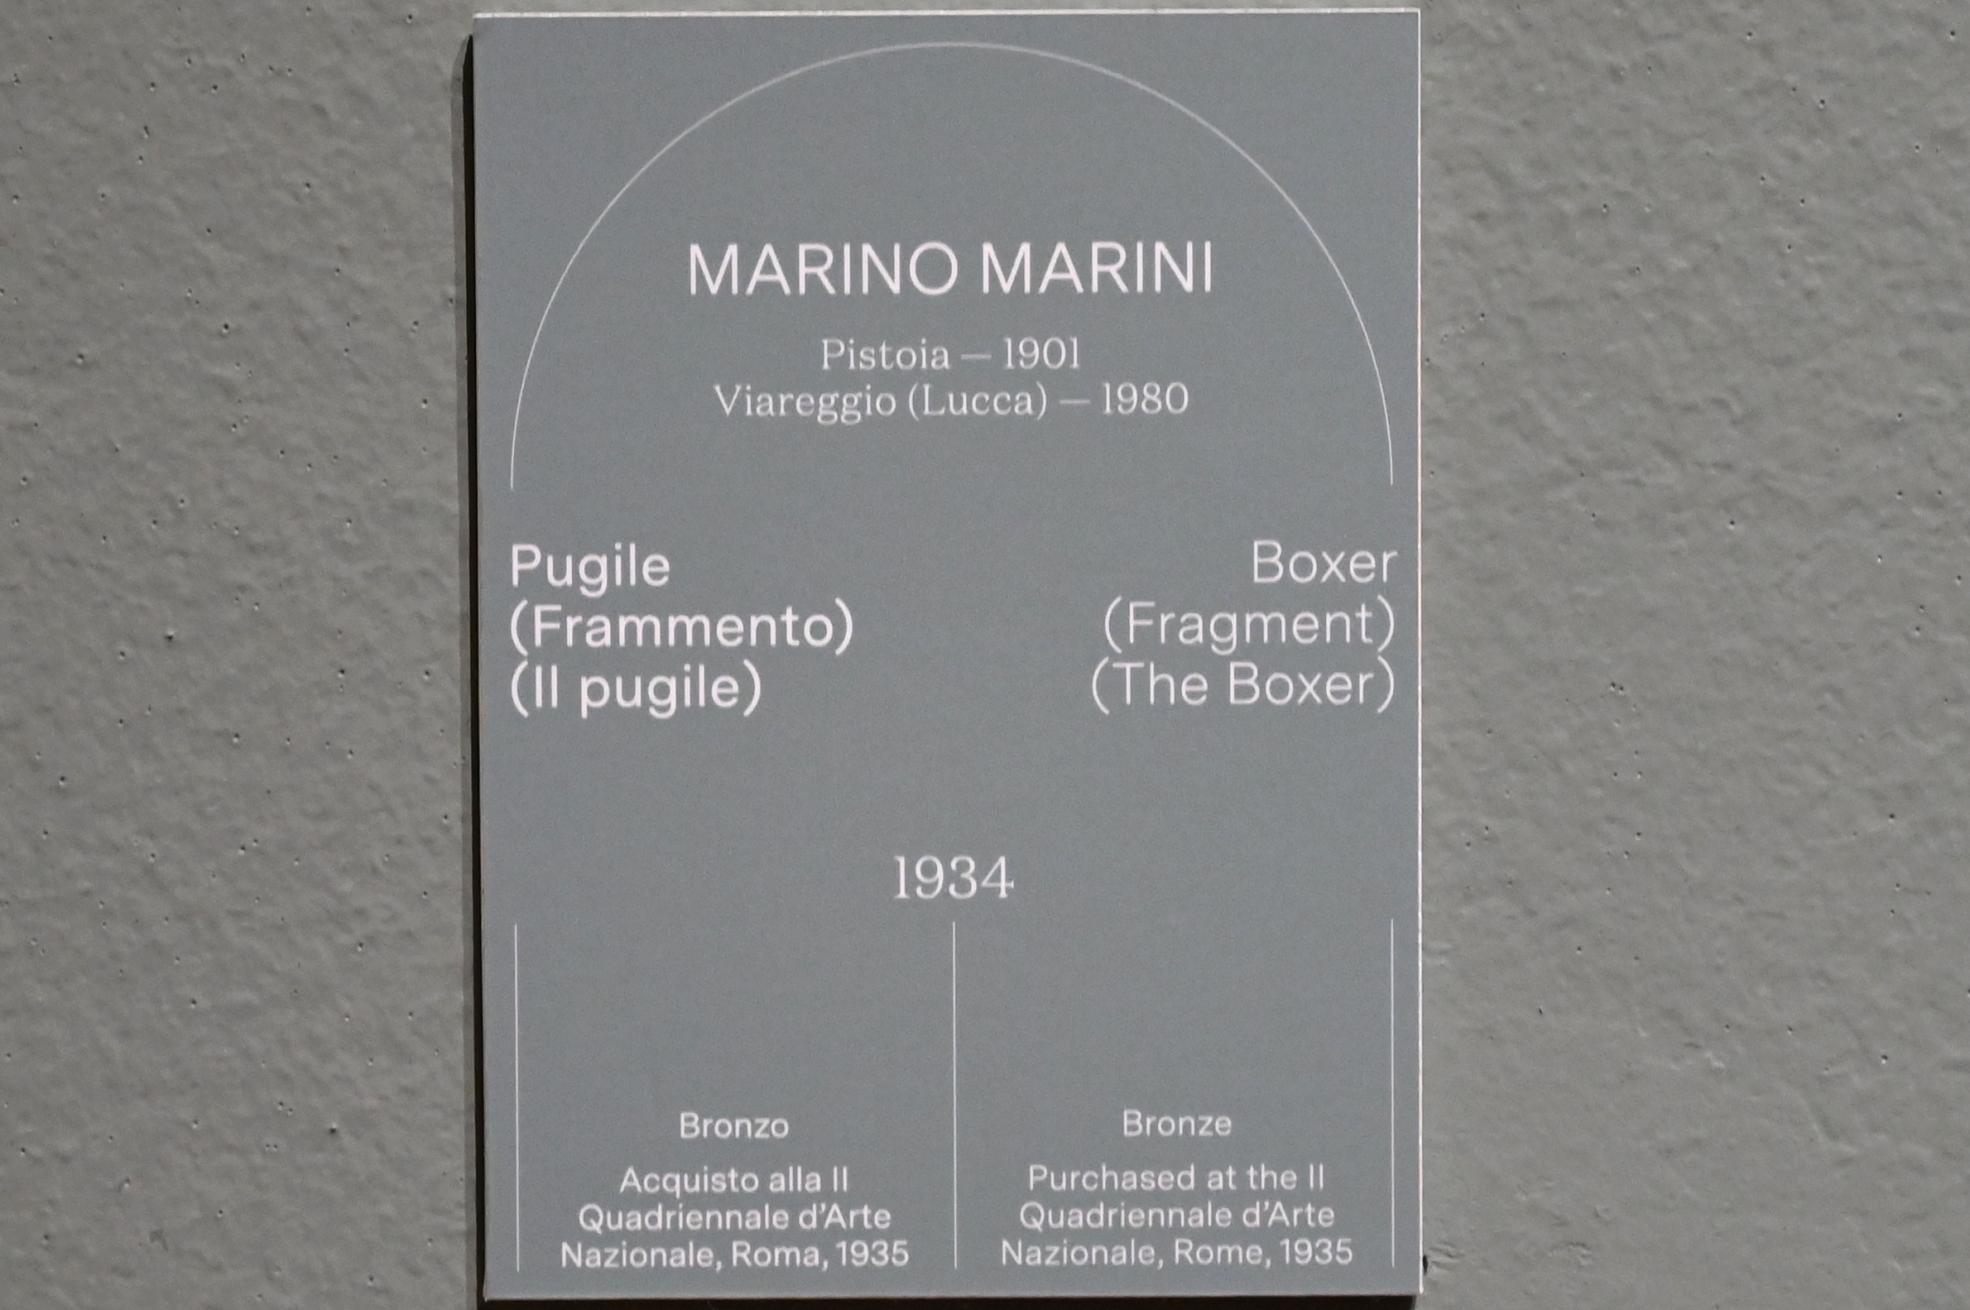 MARINO MARINI
Pistoia — 1901
Viareggio (Lucca) — 1980
Pugile
(Frammento)
(Il pugile)
Boxer
(Fragment)
(The Boxer)
1934
Bronzo
Acquisto alla II
Quadriennale d'Arte
Nazionale, Roma, 1935
Bronze
Purchased at the II
Quadriennale d'Arte
Nazionale, Rome, 1935